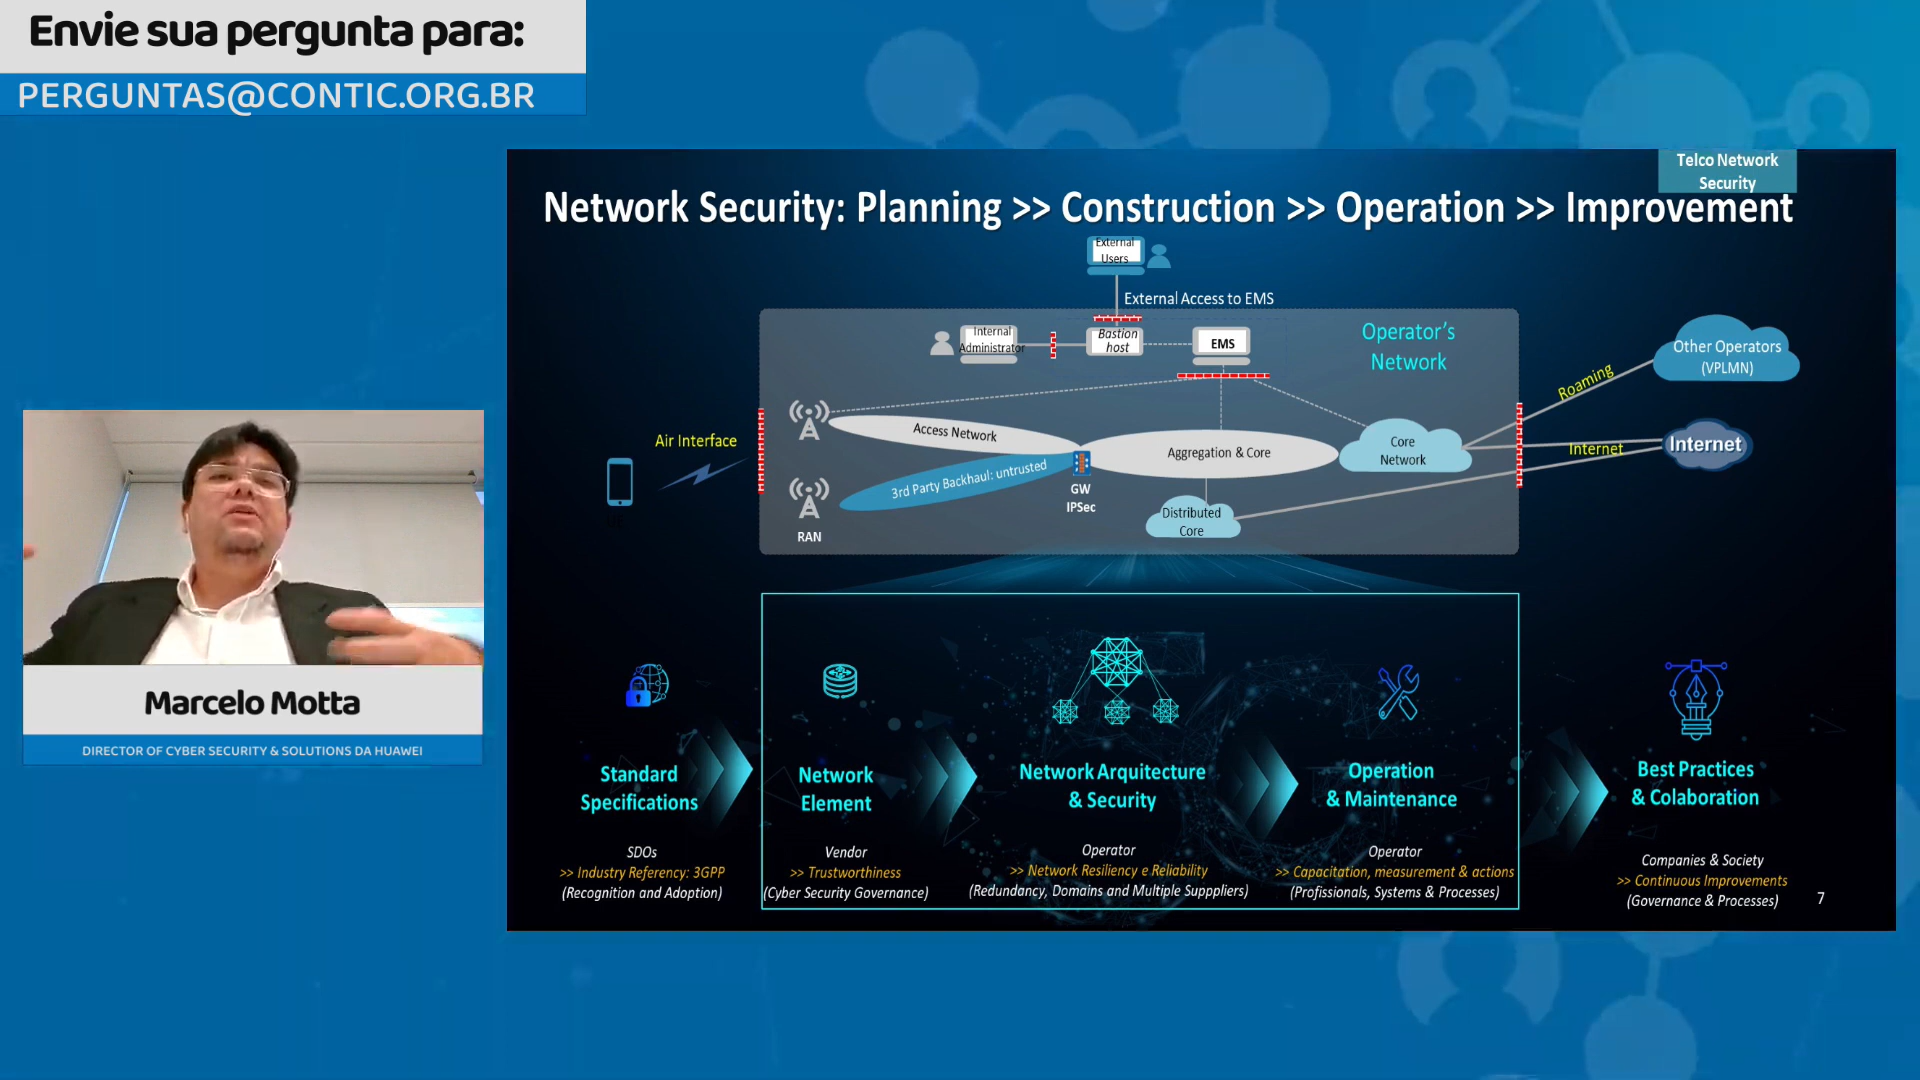 Envie sua pergunta para:
PERGUNTAS@CONTIC.ORG.BR
Telco Network
Security
Network Security: Planning >> Construction >> Operation >> Improvement
External
Users
External Access to EMS
Internal
Administrator
Bastion
host
EMS
Operator's
Network
Other Operators
(VPLMN)
Roaming
Air Interface
Access Network
Aggregation & Core
Core
Network
Internet
Internet
3rd Party Backhaul: untrusted
GW
IPSec
Distributed
Core
RAN
Marcelo Motta
DIRECTOR OF CYBER SECURITY & SOLUTIONS DA HUAWEI
Standard
Specifications
SDOs
>> Industry Referency: 3GPP
(Recognition and Adoption)
Network
Element
Vendor
>> Trustworthiness
(Cyber Security Governance)
Network Arquitecture
& Security
Operator
>> Network Resiliency e Reliability
(Redundancy, Domains and Multiple Supppliers)
Operation
& Maintenance
Operator
>> Capacitation, measurement & actions
(Profissionals, Systems & Processes)
Best Practices
& Colaboration
Companies & Society
>> Continuous Improvements
(Governance & Processes)
7